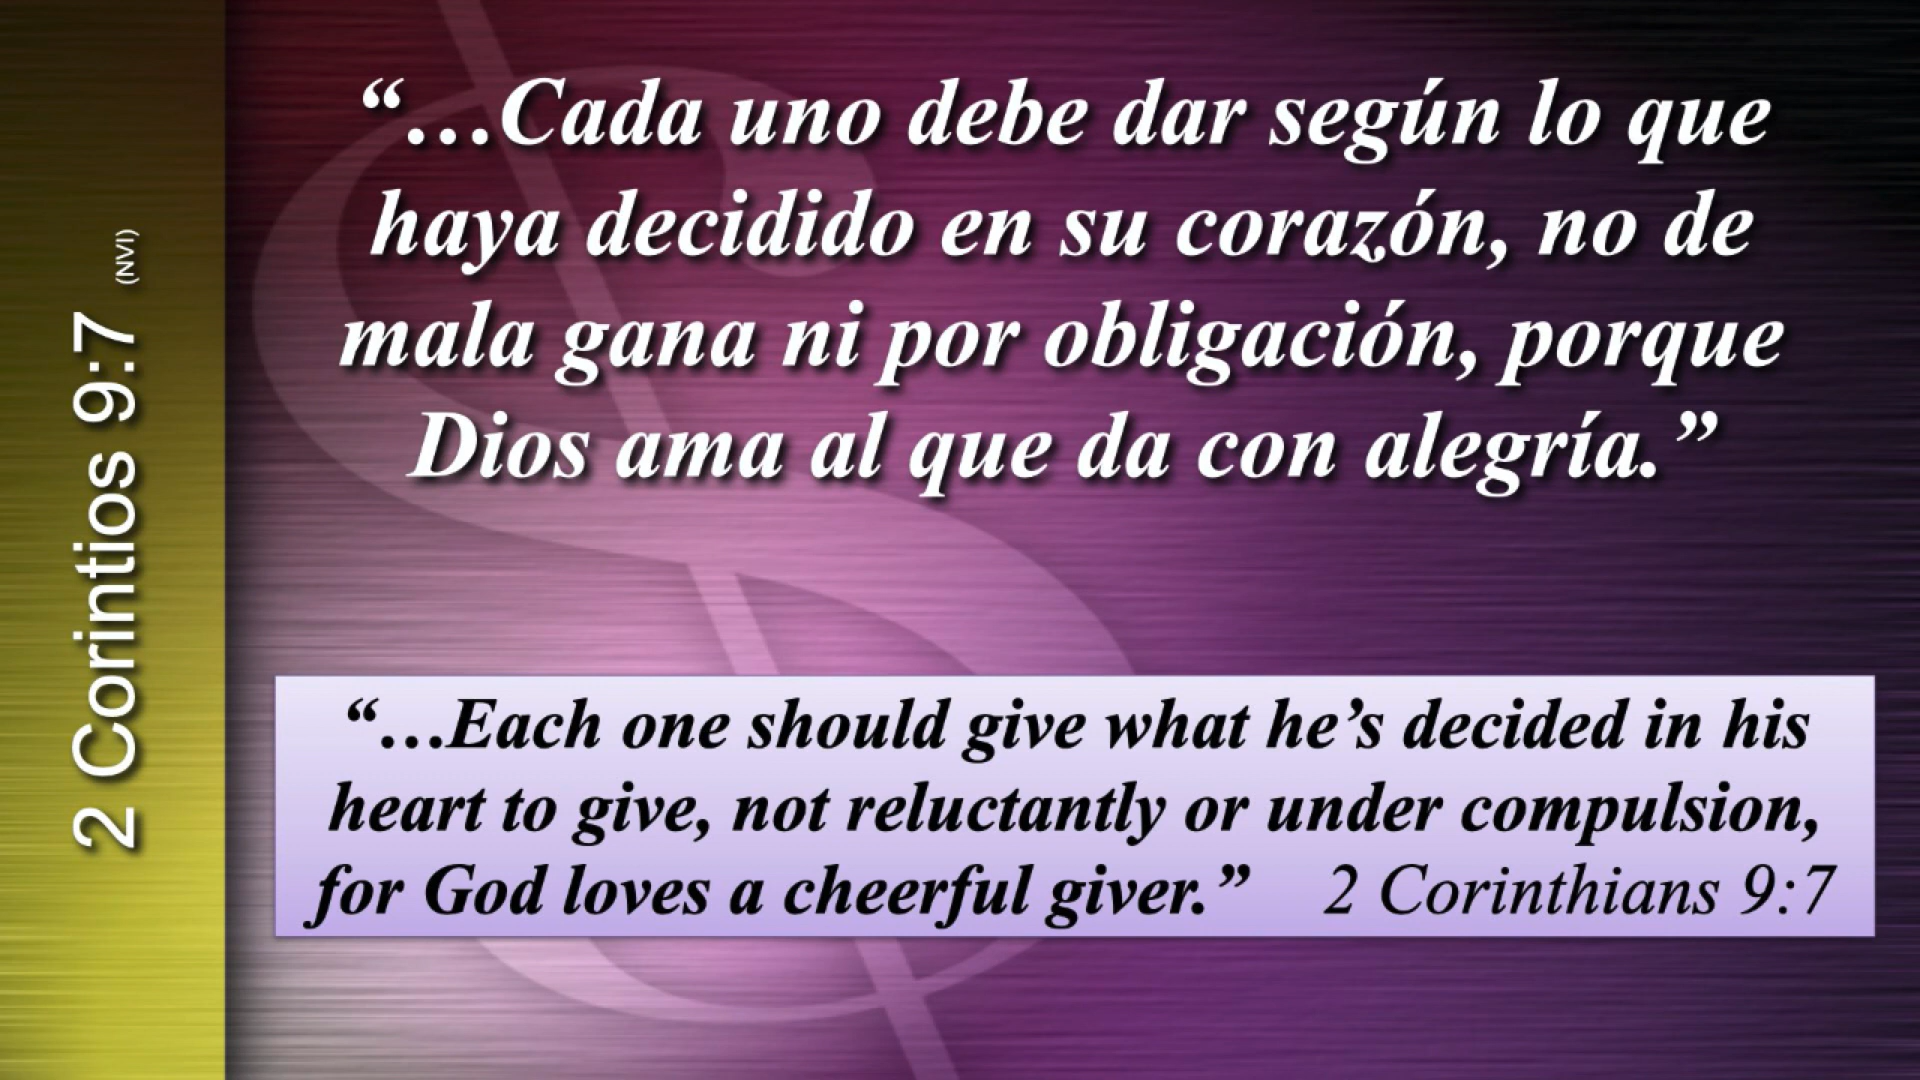 2 Corintios 9:7 (NVI)
“…Cada uno debe dar según lo que
haya decidido en su corazón, no de
mala gana ni por obligación, porque
Dios ama al que da con alegría.”
“…Each one should give what he’s decided in his
heart to give, not reluctantly or under compulsion,
for God loves a cheerful giver.” 2 Corinthians 9:7